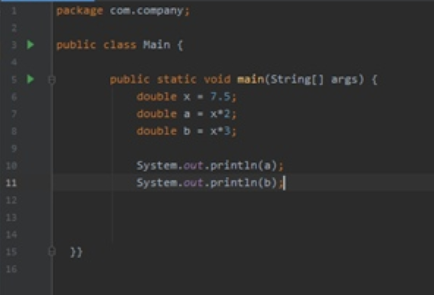 1 package com.company;
2
3 public class Main {
4
5 public static void main(String[] args) {
6 double x = 7.5;
7 double a = x*2;
8 double b = x*3;
9
10 System.out.println(a);
11 System.out.println(b);
12
13
14
15 }}
16